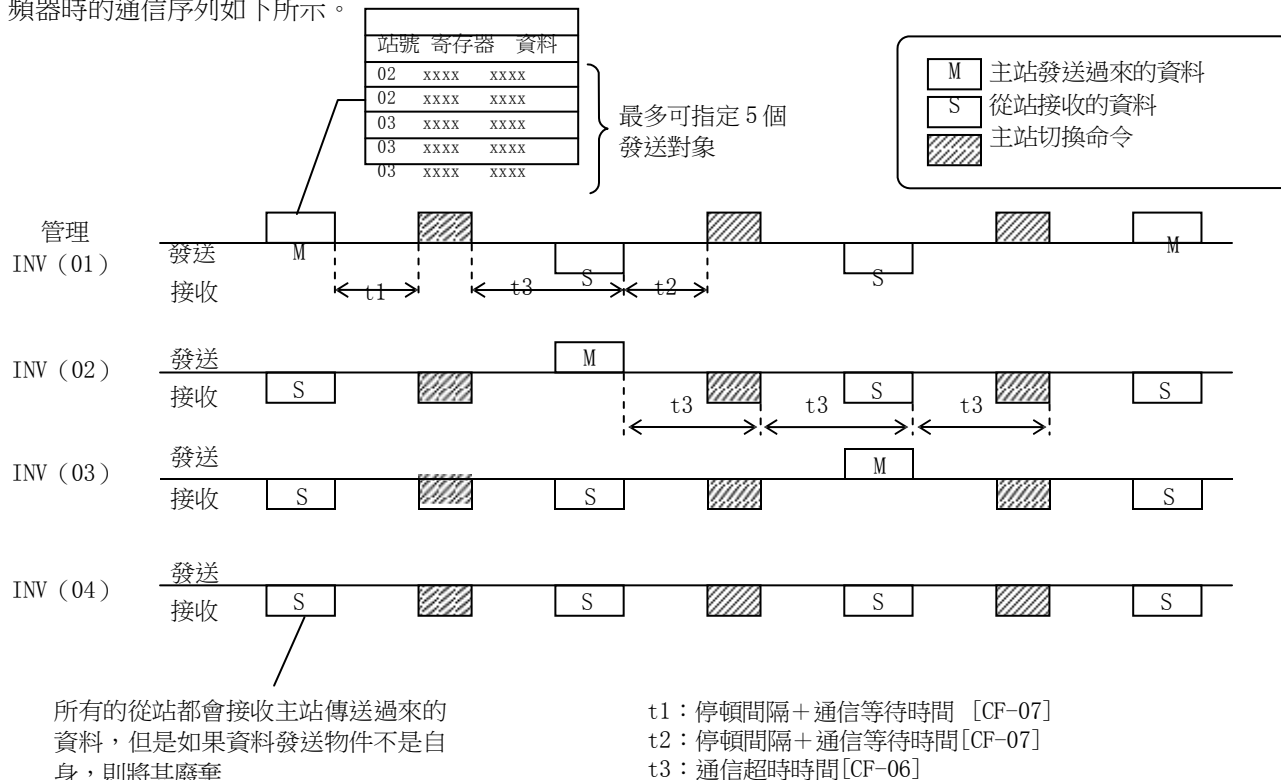 頻器時的通信序列如下所示。
站號 寄存器 資料
02 xxxx xxxx
02 xxxx xxxx
03 xxxx xxxx
03 xxxx xxxx
03 xxxx xxxx
最多可指定 5 個
發送對象
M 主站發送過來的資料
S 從站接收的資料
主站切換命令
管理
INV（01）
發送
接收
M
S
S
M
t1
t3
t2
INV（02）
發送
接收
S
M
S
S
t3
t3
t3
INV（03）
發送
接收
S
S
M
S
INV（04）
發送
接收
S
S
S
S
所有的從站都會接收主站傳送過來的
資料，但是如果資料發送物件不是自
身，則將其廢棄
t1：停頓間隔＋通信等待時間 [CF-07]
t2：停頓間隔＋通信等待時間[CF-07]
t3：通信超時時間[CF-06]